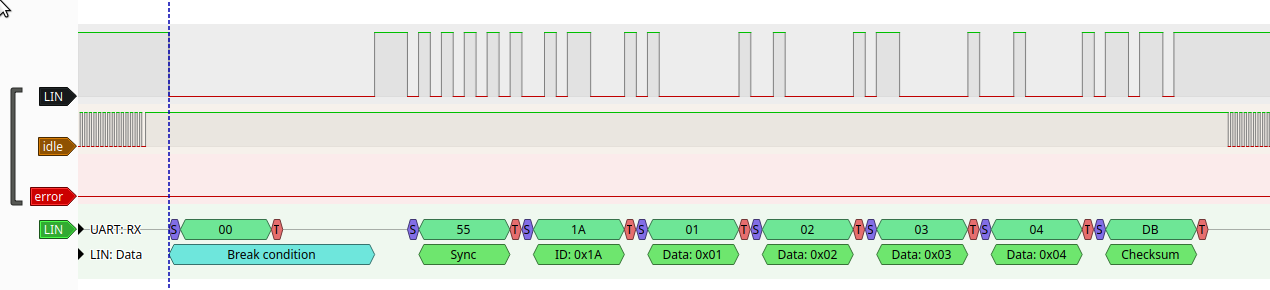 LIN
idle
error
LIN UART: RX S 00 T S 55 T S 1A T S 01 T S 02 T S 03 T S 04 T S DB T
LIN: Data Break condition Sync ID: 0x1A Data: 0x01 Data: 0x02 Data: 0x03 Data: 0x04 Checksum